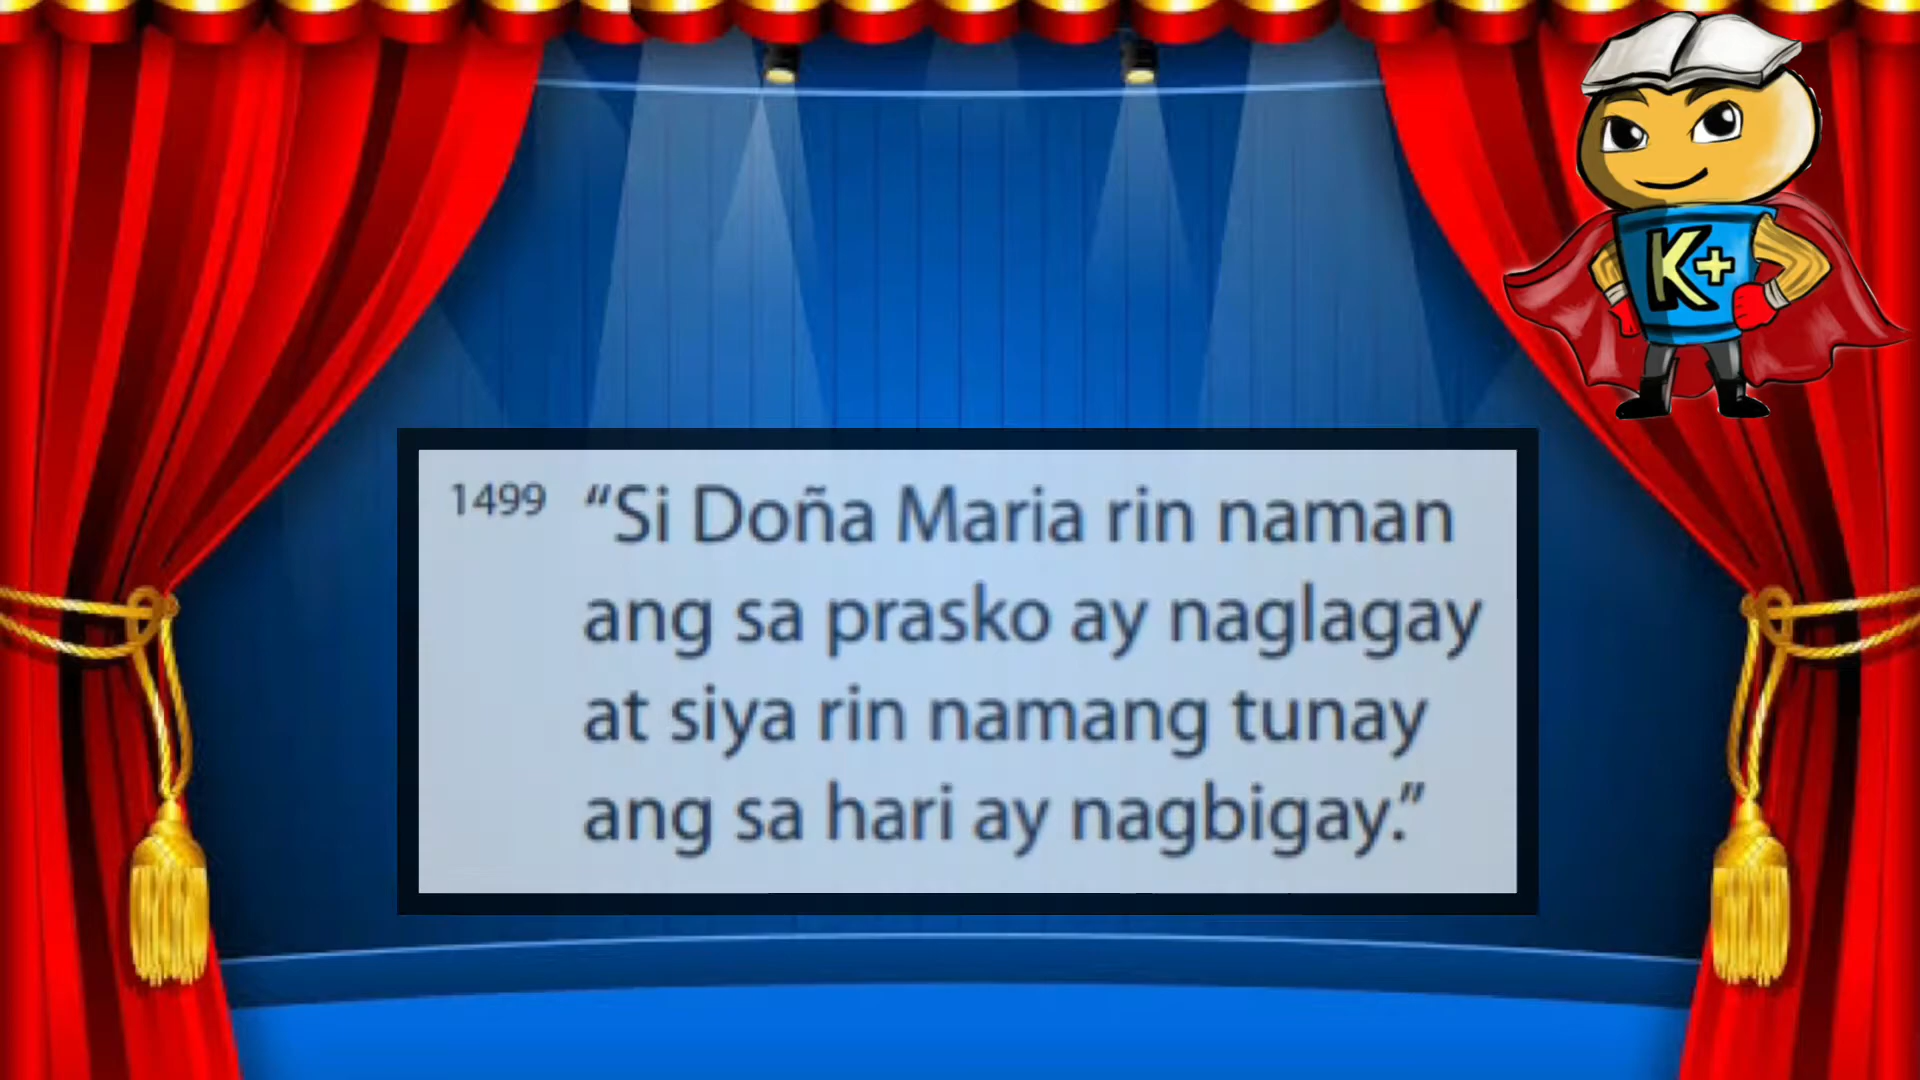 K+
1499 “Si Doña Maria rin naman
ang sa prasko ay naglagay
at siya rin namang tunay
ang sa hari ay nagbigay.”